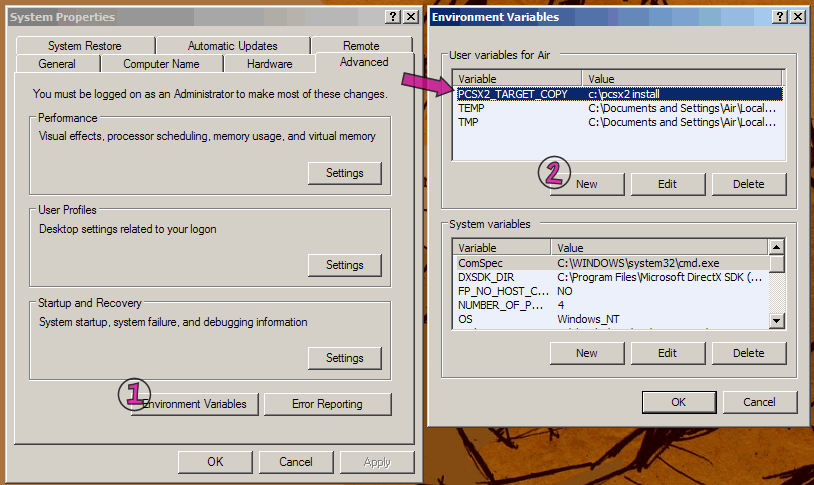 System Properties
System Restore
Automatic Updates
Remote
General
Computer Name
Hardware
Advanced
You must be logged on as an Administrator to make most of these changes.
Performance
Visual effects, processor scheduling, memory usage, and virtual memory
Settings
User Profiles
Desktop settings related to your logon
Settings
Startup and Recovery
System startup, system failure, and debugging information
Settings
1
Environment Variables
Error Reporting
OK
Cancel
Apply
Environment Variables
User variables for Air
Variable Value
PCSX2_TARGET_COPY c:\pcsx2 install
TEMP C:\Documents and Settings\Air\Local...
TMP C:\Documents and Settings\Air\Local...
2
New
Edit
Delete
System variables
Variable Value
ComSpec C:\WINDOWS\system32\cmd.exe
DXSDK_DIR C:\Program Files\Microsoft DirectX SDK (...
FP_NO_HOST_C... NO
NUMBER_OF_P... 4
OS Windows_NT
New
Edit
Delete
OK
Cancel